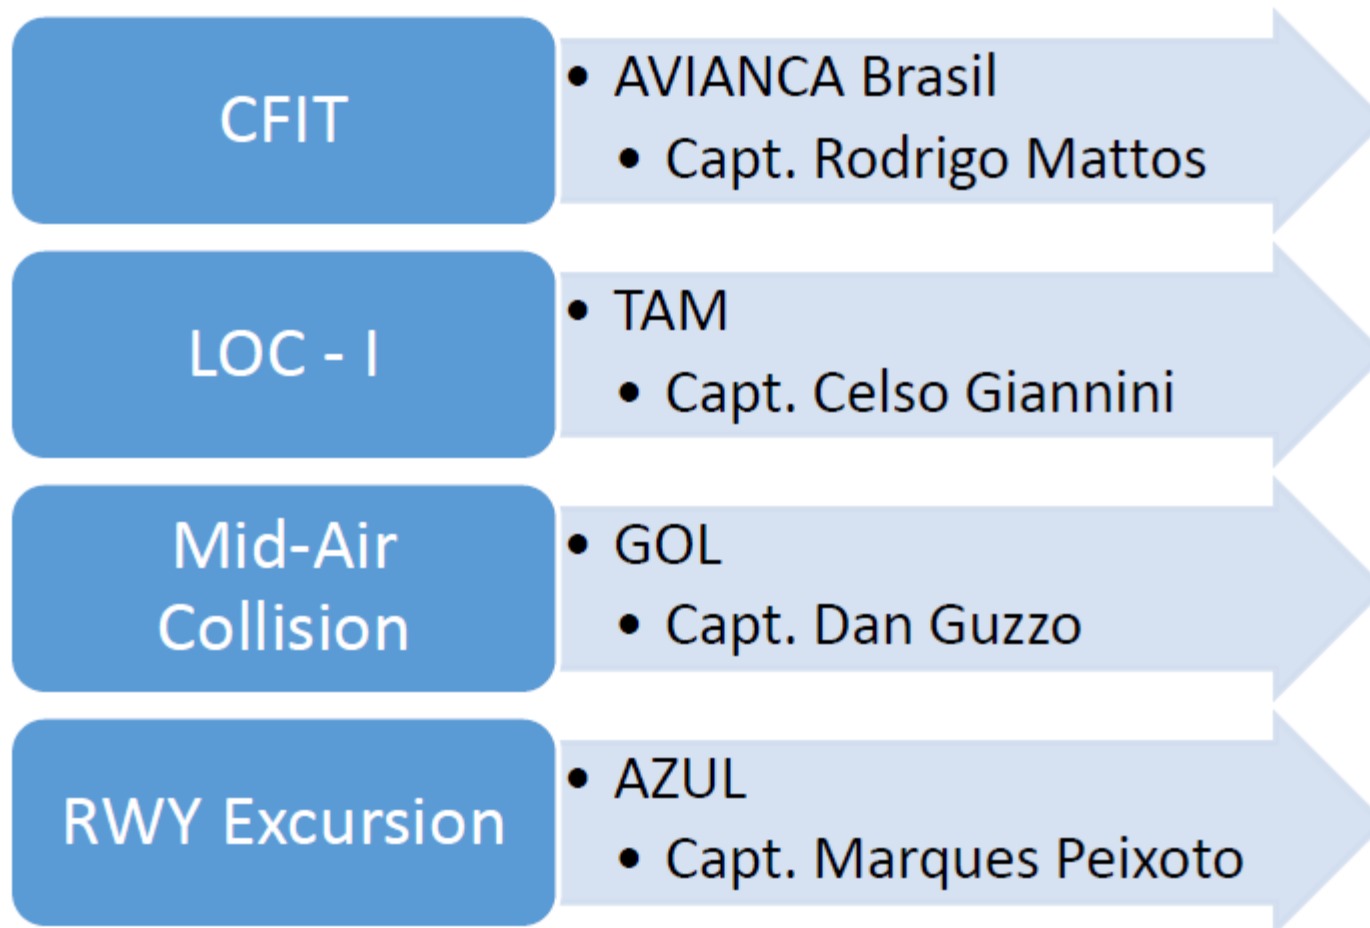 CFIT
• AVIANCA Brasil
• Capt. Rodrigo Mattos
LOC - I
• TAM
• Capt. Celso Giannini
Mid-Air
Collision
• GOL
• Capt. Dan Guzzo
RWY Excursion
• AZUL
• Capt. Marques Peixoto